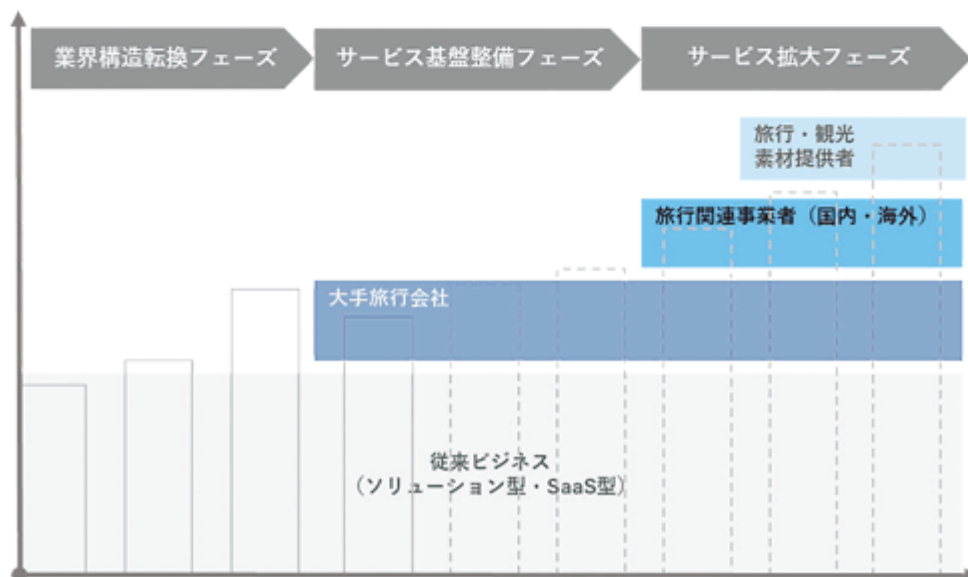 業界構造転換フェーズ
サービス基盤整備フェーズ
サービス拡大フェーズ
旅行・観光
素材提供者
旅行関連事業者（国内・海外）
大手旅行会社
従来ビジネス
（ソリューション型・SaaS型）